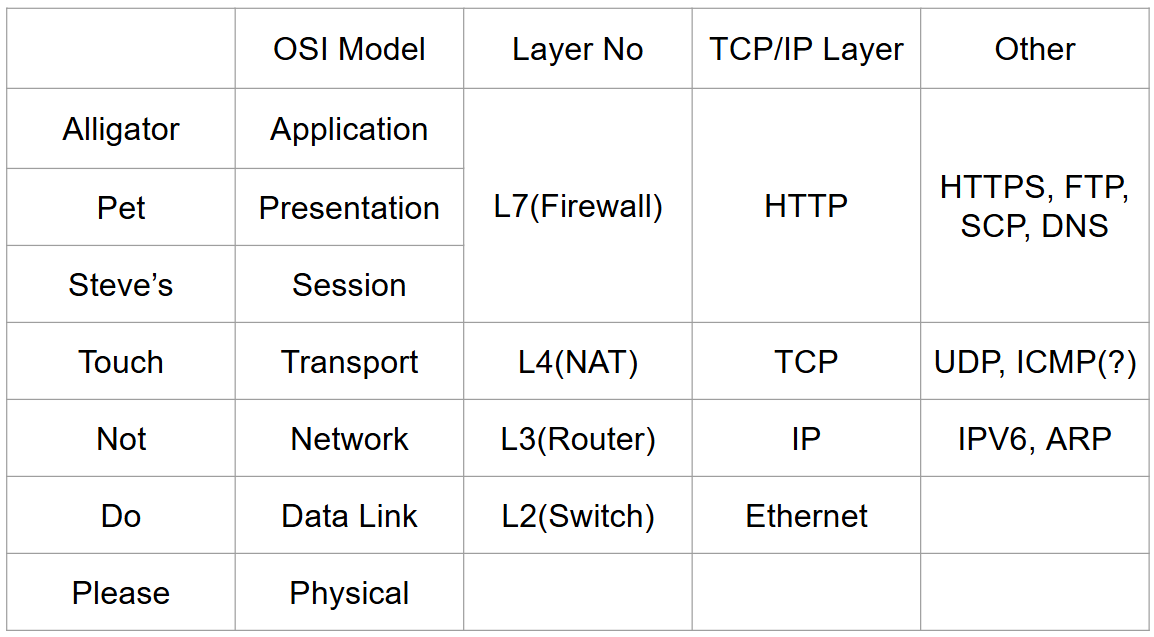 OSI Model Layer No TCP/IP Layer Other
Alligator Application
Pet Presentation
Steve’s Session
L7(Firewall) HTTP HTTPS, FTP,
SCP, DNS
Touch Transport L4(NAT) TCP UDP, ICMP(?)
Not Network L3(Router) IP IPV6, ARP
Do Data Link L2(Switch) Ethernet
Please Physical